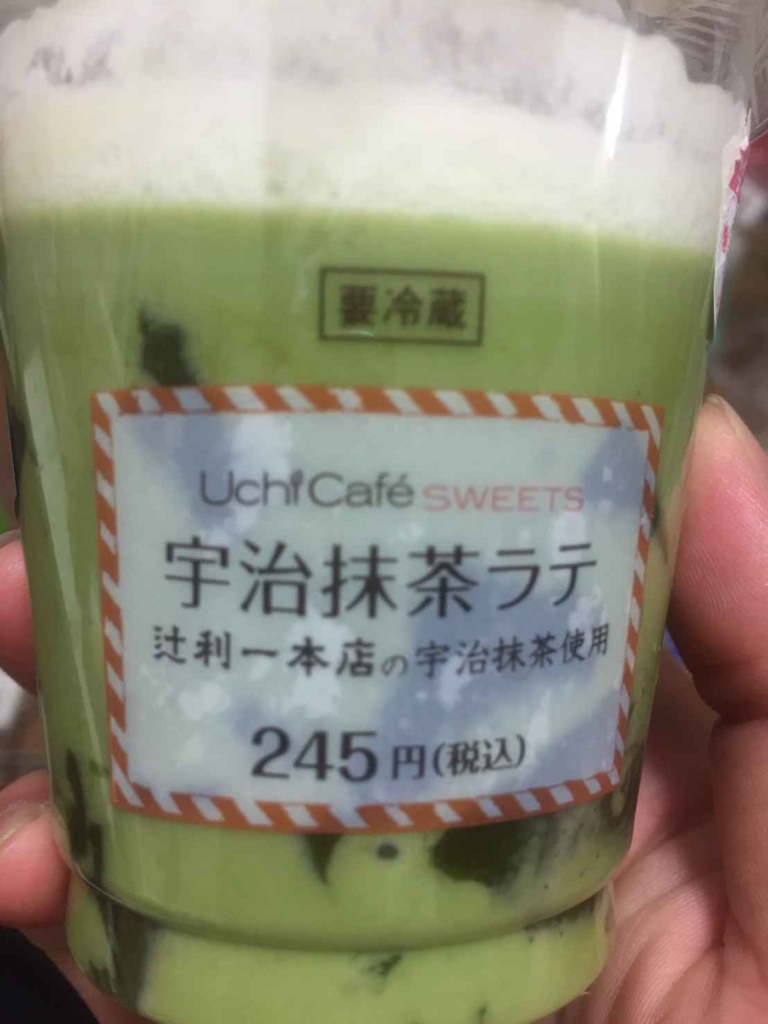 要冷蔵
Uchi Café SWEETS
宇治抹茶ラテ
辻利一本店の宇治抹茶使用
245円(税込)